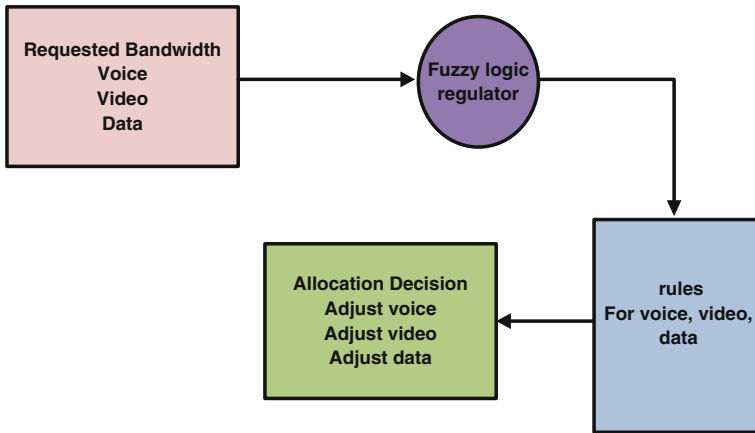 Requested Bandwidth
Voice
Video
Data
Fuzzy logic
regulator
rules
For voice, video,
data
Allocation Decision
Adjust voice
Adjust video
Adjust data